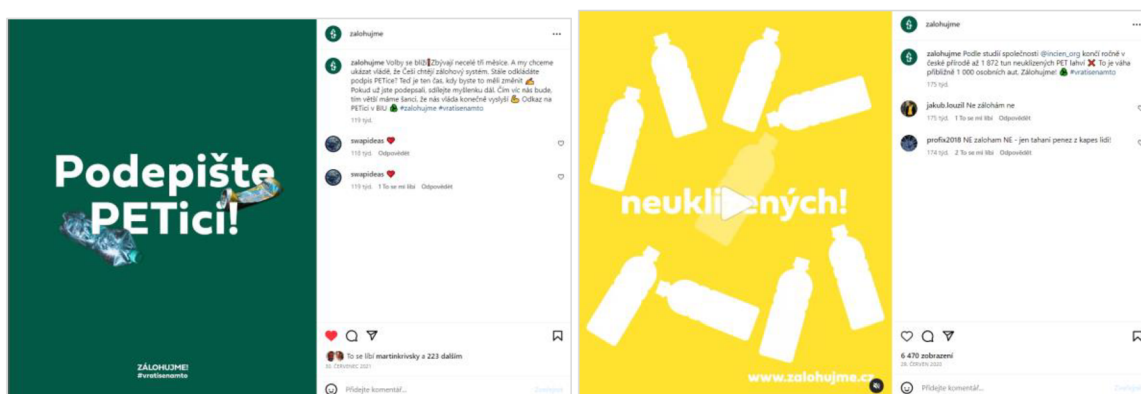 Podepište
PETici!
ZÁLOHUJME!
#vratisenamto
zalohujme
zalohujme Volby se blíží Zbývají necelé tři měsíce. A my chceme
ukázat vládě, že Češi chtějí zálohový systém. Stále odkládáte
podpis PETice? Teď je ten čas, kdy byste to měli změnit ✍
Pokud už jste podepsali, sdílejte myšlenku dál. Čím víc nás bude,
tím větší máme šanci, že nás vláda konečně vyslyší 💪 Odkaz na
PETici v BIU #zalohujme #vratisenamto
119 týd.
swapideas ❤
118 týd. Odpovědět
swapideas ❤
119 týd. 1 To se mi líbí Odpovědět
To se líbí martinkrivsky a 223 dalším
30. ČERVENEC 2021
Přidejte komentář...
Zveřejnit
neuklizených!
www.zalohujme.cz
zalohujme
zalohujme Podle studií společnosti @incien_org končí ročně v
české přírodě až 1 872 tun neuklizených PET lahví ❌ To je váha
přibližně 1 000 osobních aut. Zálohujme! #vratisenamto
175 týd.
jakub.louzil Ne zálohám ne
175 týd. 1 To se mi líbí Odpovědět
profix2018 NE zaloham NE - jen tahani penez z kapes lidí!
174 týd. 2 To se mi líbí Odpovědět
6 470 zobrazení
Přidejte komentář...
Zveřejnit